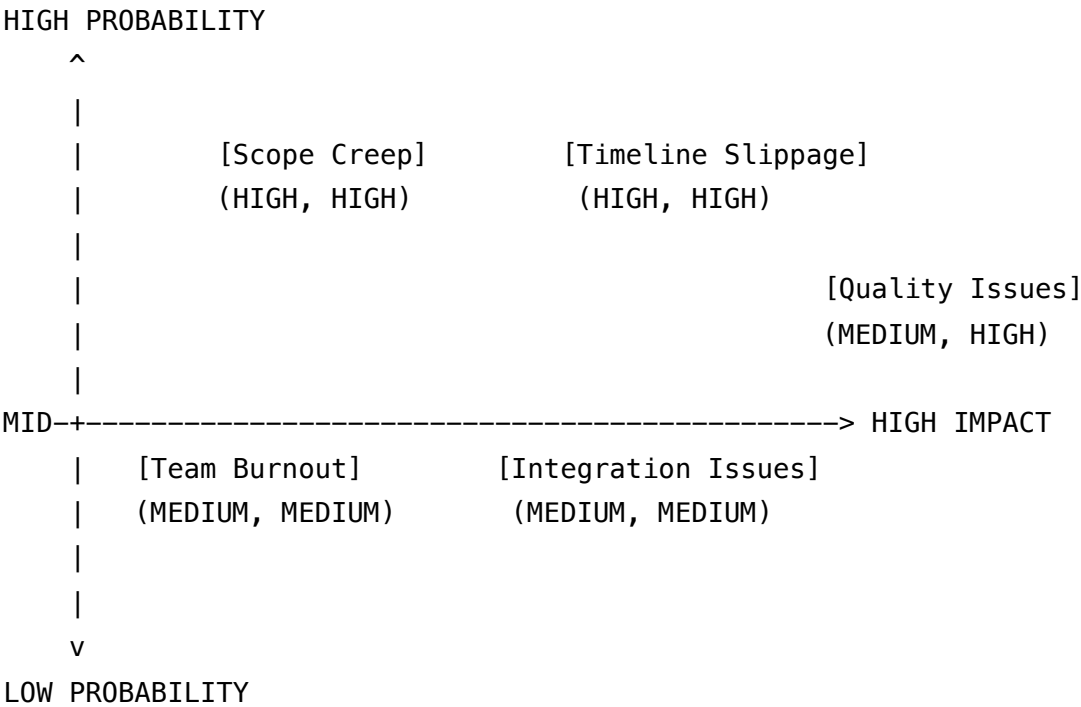 HIGH PROBABILITY
^
|
| [Scope Creep] [Timeline Slippage]
| (HIGH, HIGH) (HIGH, HIGH)
|
| [Quality Issues]
| (MEDIUM, HIGH)
|
MID-+-----------------------------------------------> HIGH IMPACT
| [Team Burnout] [Integration Issues]
| (MEDIUM, MEDIUM) (MEDIUM, MEDIUM)
|
|
v
LOW PROBABILITY